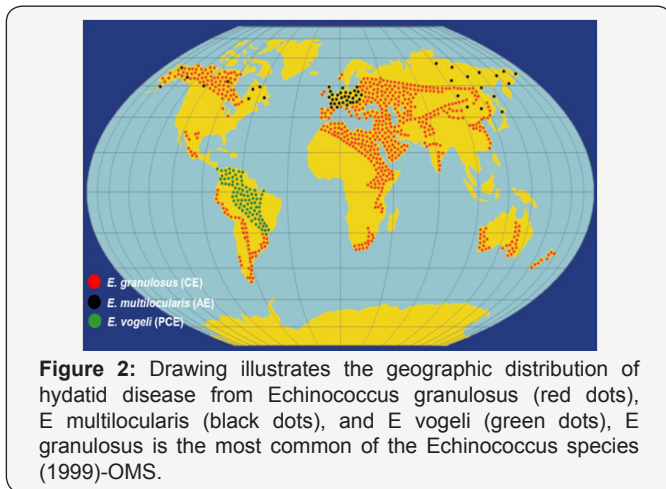 E. granulosus (CE)
E. multilocularis (AE)
E. vogeli (PCE)
Figure 2: Drawing illustrates the geographic distribution of
hydatid disease from Echinococcus granulosus (red dots),
E multilocularis (black dots), and E vogeli (green dots), E
granulosus is the most common of the Echinococcus species
(1999)-OMS.